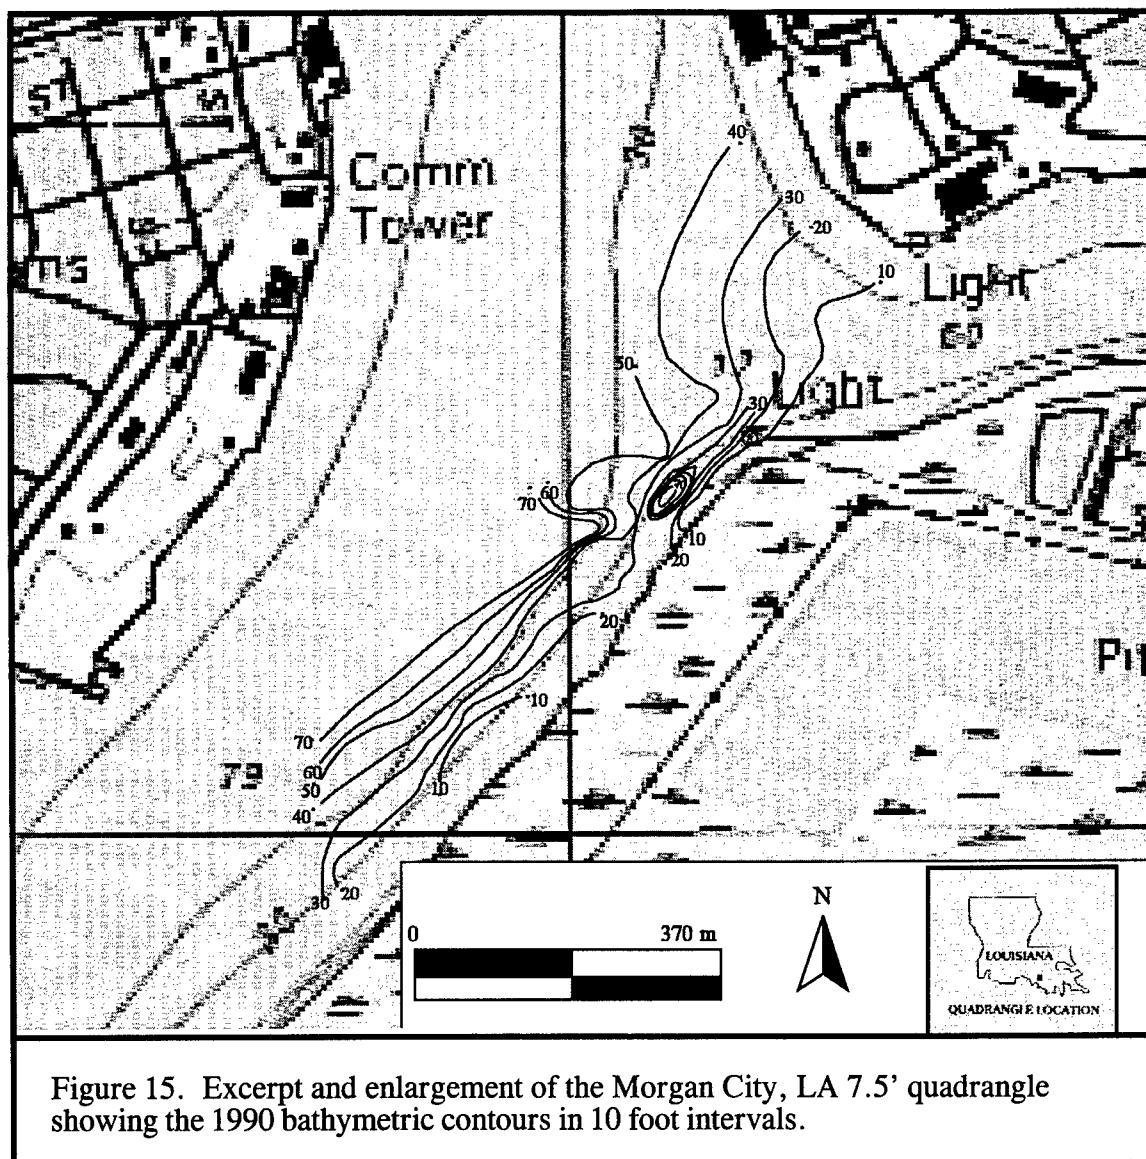 ST
40
Comm
Tower
30
20
10
Light
Light
50
30
60
70
10
20
20
10
70
60
50
40
79
10
20
30
0
370 m
N
LOUISIANA
QUADRANGLE LOCATION
Figure 15. Excerpt and enlargement of the Morgan City, LA 7.5' quadrangle
showing the 1990 bathymetric contours in 10 foot intervals.